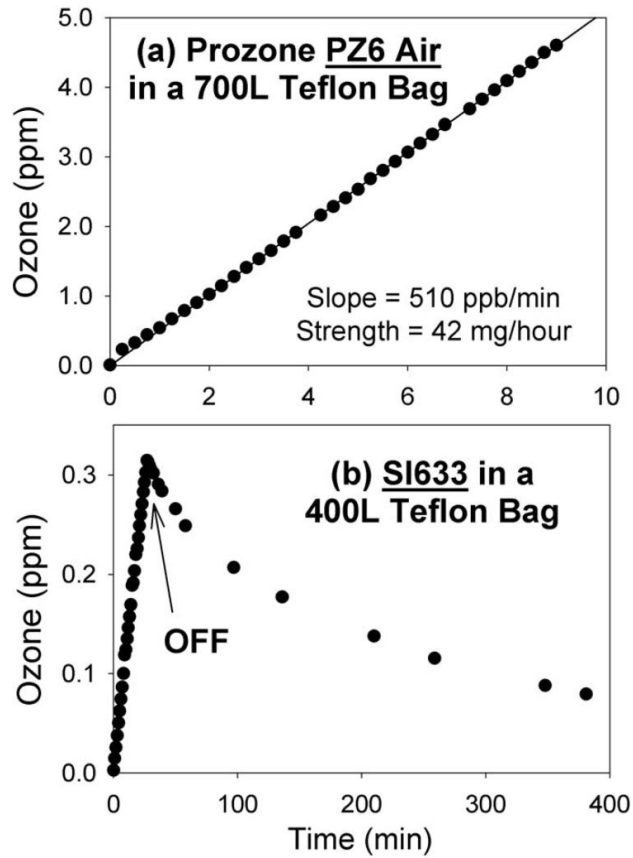 5.0
(a) Prozone PZ6 Air
in a 700L Teflon Bag
4.0
3.0
Ozone (ppm)
2.0
1.0
Slope = 510 ppb/min
Strength = 42 mg/hour
0.0
0 2 4 6 8 10
(b) SI633 in a
400L Teflon Bag
0.3
0.2
Ozone (ppm)
OFF
0.1
0.0
0 100 200 300 400
Time (min)